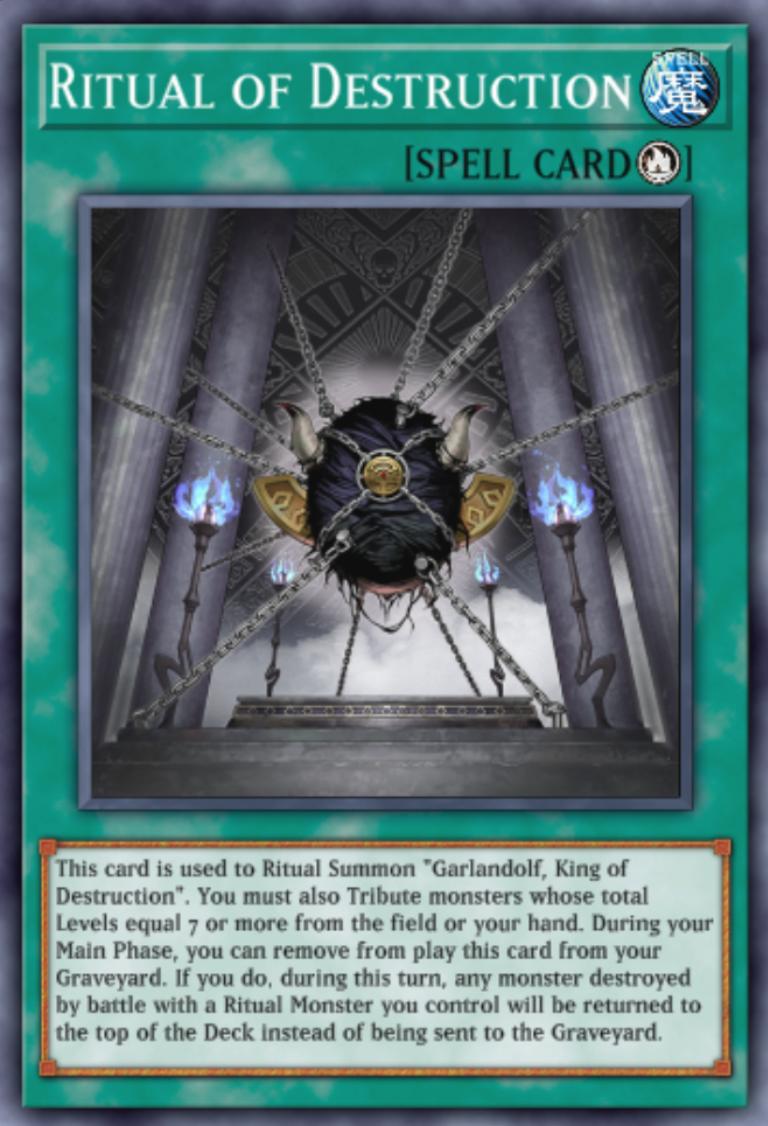 Ritual of Destruction
SPELL
魔
[SPELL CARD]
This card is used to Ritual Summon "Garlandolf, King of
Destruction". You must also Tribute monsters whose total
Levels equal 7 or more from the field or your hand. During your
Main Phase, you can remove from play this card from your
Graveyard. If you do, during this turn, any monster destroyed
by battle with a Ritual Monster you control will be returned to
the top of the Deck instead of being sent to the Graveyard.